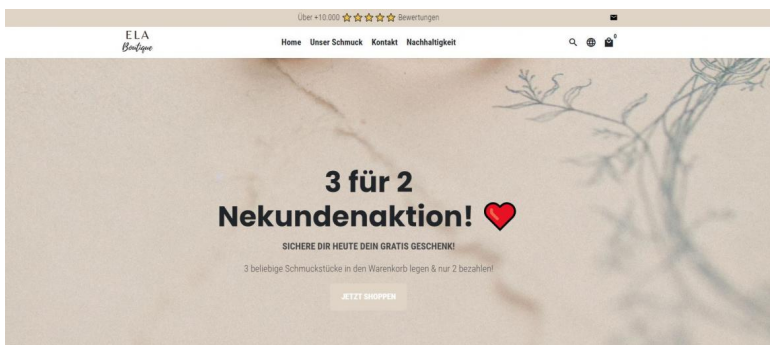 Über +10.000 ⭐⭐⭐⭐⭐ Bewertungen
ELA
Boutique
Home Unser Schmuck Kontakt Nachhaltigkeit
0
3 für 2
Nekundenaktion! ❤️
SICHERE DIR HEUTE DEIN GRATIS GESCHENK!
3 beliebige Schmuckstücke in den Warenkorb legen & nur 2 bezahlen!
JETZT SHOPPEN